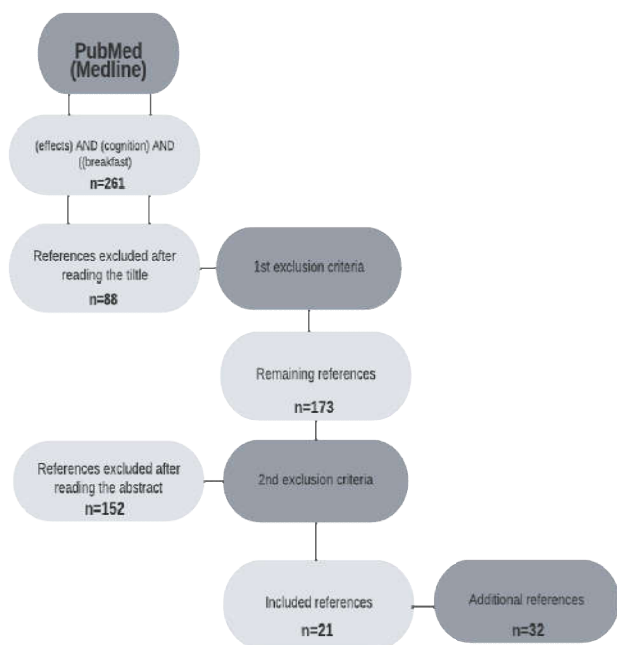 PubMed
(Medline)
(effects) AND (cognition) AND
((breakfast)
n=261
References excluded after
reading the tiltle
n=88
1st exclusion criteria
Remaining references
n=173
References excluded after
reading the abstract
n=152
2nd exclusion criteria
Included references
n=21
Additional references
n=32